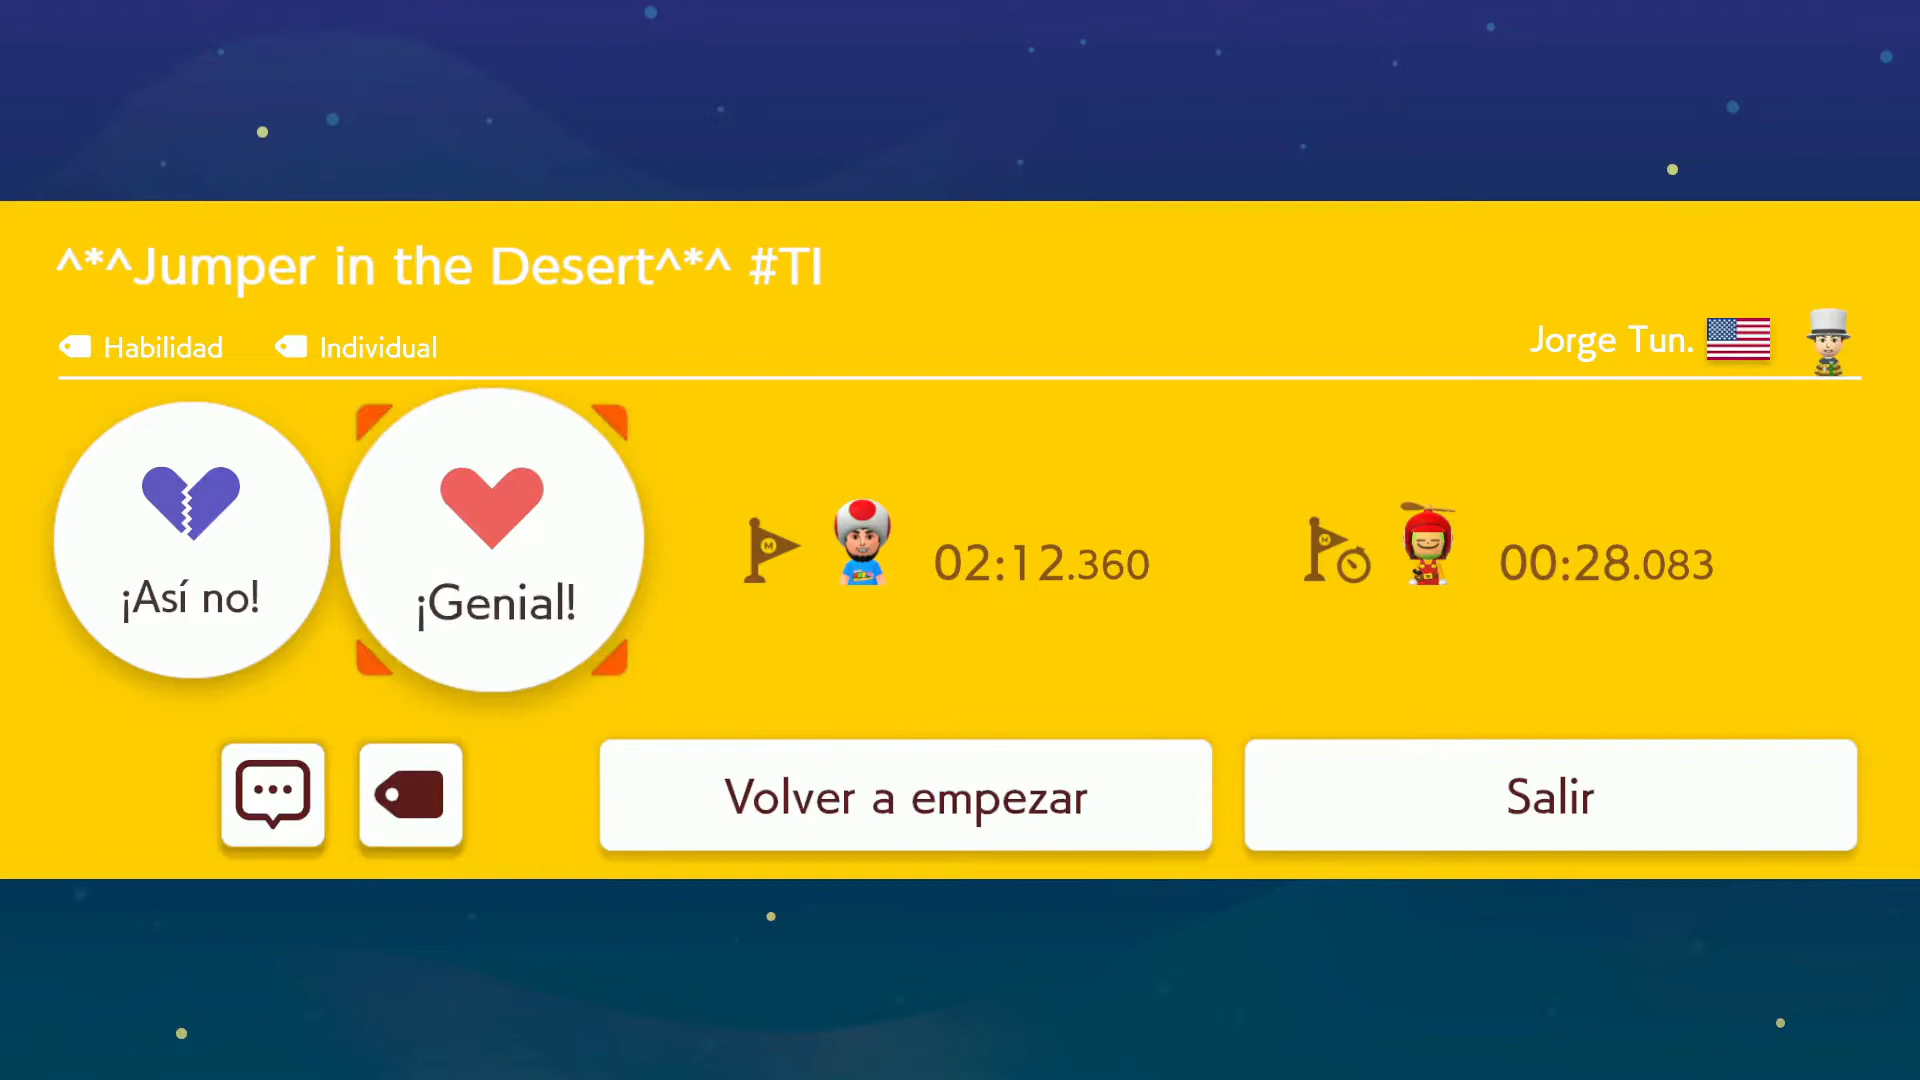 ^*^Jumper in the Desert^*^ #TI
Habilidad Individual
Jorge Tun.
¡Así no!
¡Genial!
02:12.360
00:28.083
Volver a empezar
Salir